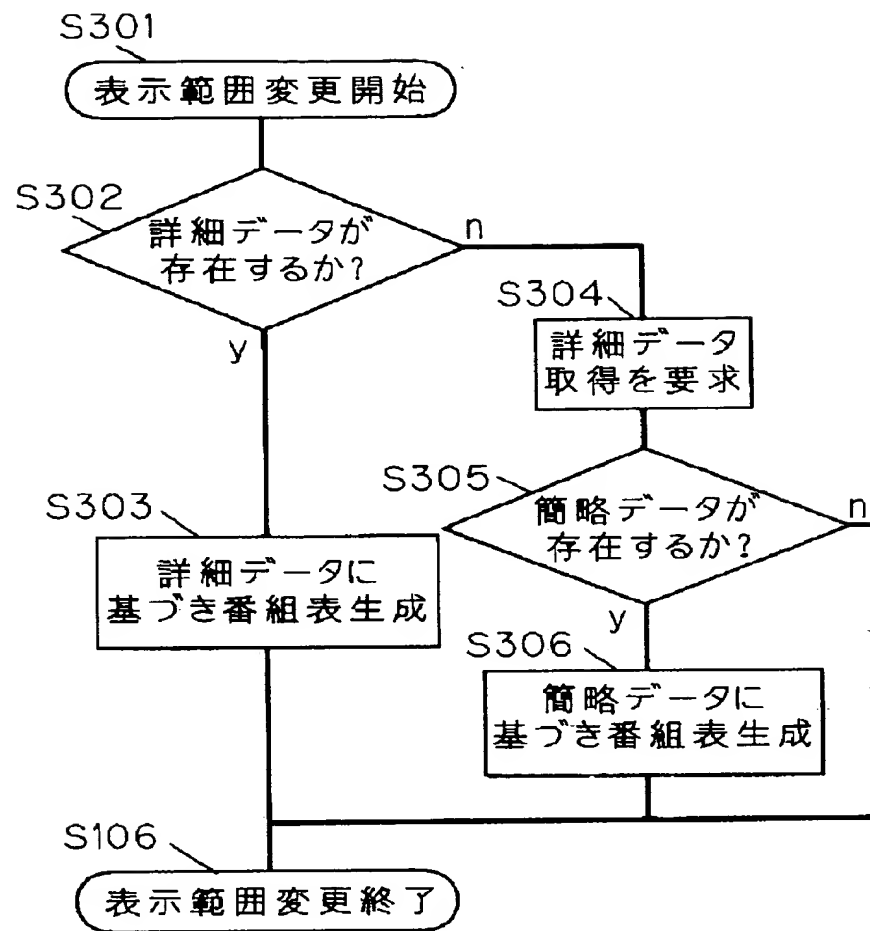 S301
表示範囲変更開始
S302
詳細データが
存在するか?
n
y
S304
詳細データ
取得を要求
S305
簡略データが
存在するか?
n
y
S303
詳細データに
基づき番組表生成
S306
簡略データに
基づき番組表生成
S106
表示範囲変更終了